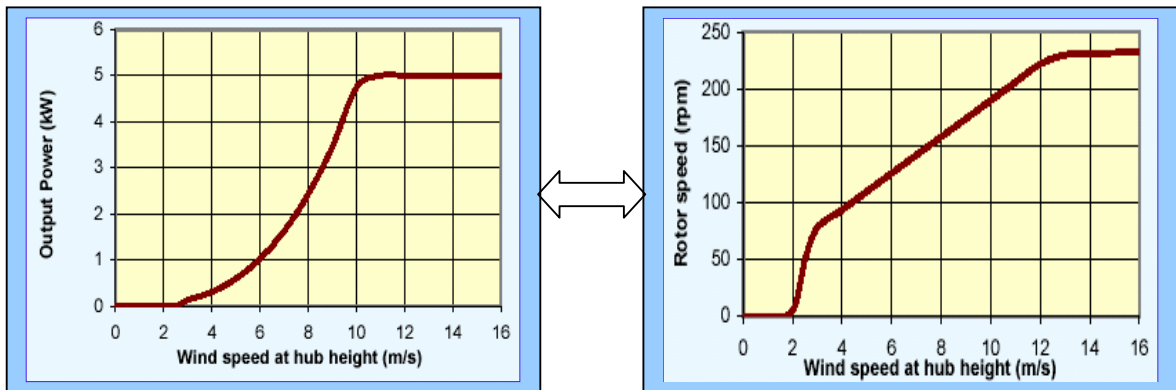 6
5
4
3
2
1
0
Output Power (kW)
0 2 4 6 8 10 12 14 16
Wind speed at hub height (m/s)
250
200
150
100
50
0
Rotor speed (rpm)
0 2 4 6 8 10 12 14 16
Wind speed at hub height (m/s)